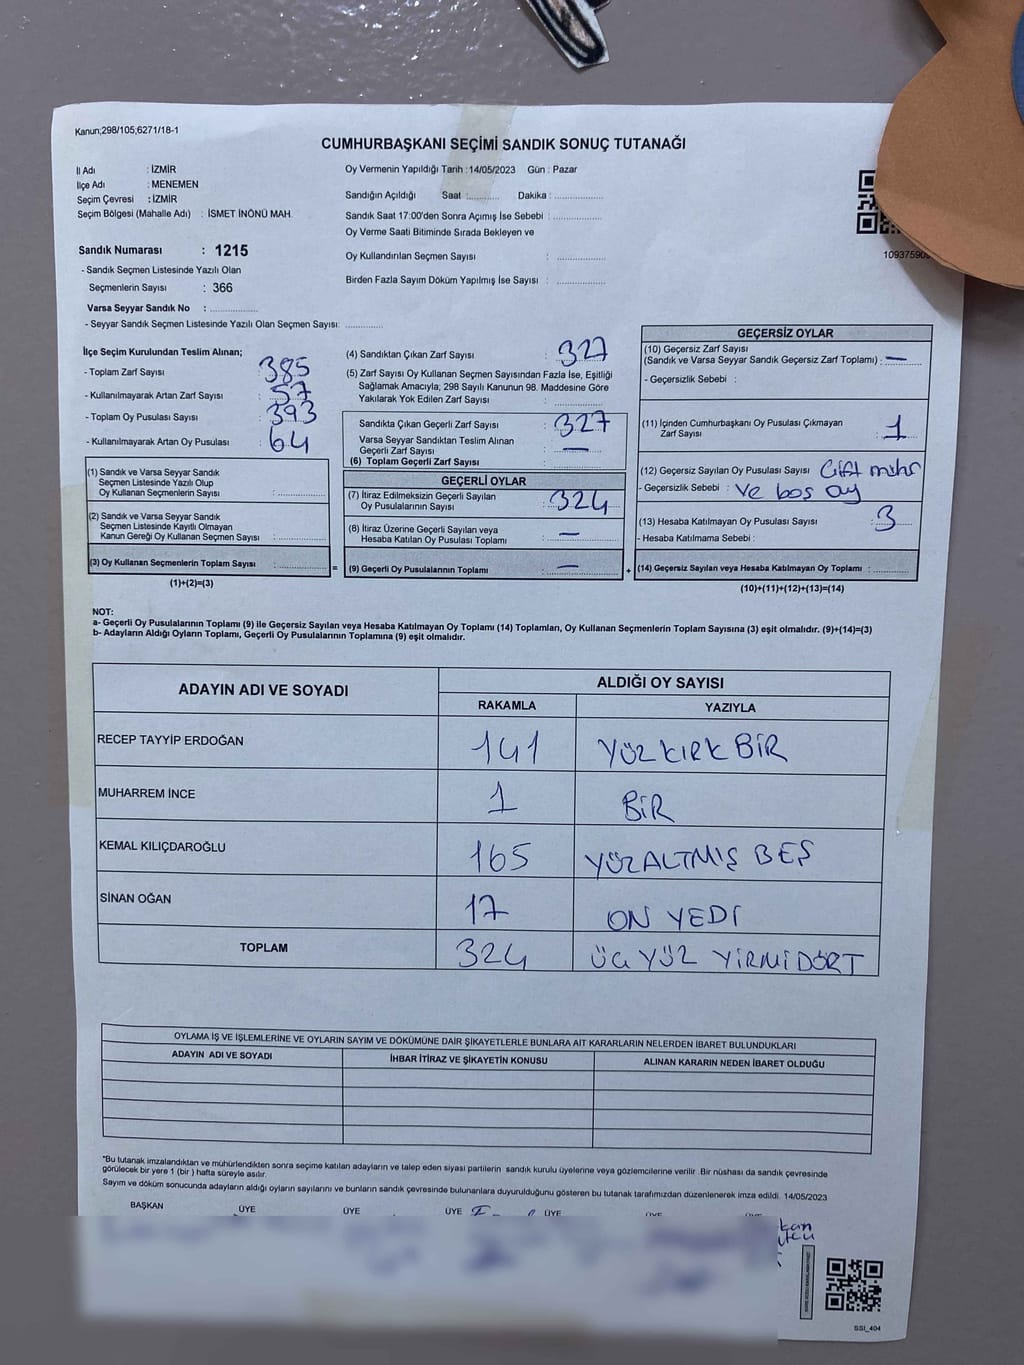 Kanun;298/105;6271/18-1
CUMHURBAŞKANI SEÇİMİ SANDIK SONUÇ TUTANAĞI
İl Adı : İZMİR
İlçe Adı : MENEMEN
Seçim Çevresi : İZMİR
Seçim Bölgesi (Mahalle Adı) : İSMET İNÖNÜ MAH.
Sandık Numarası : 1215
- Sandık Seçmen Listesinde Yazılı Olan
Seçmenlerin Sayısı : 366
Varsa Seyyar Sandık No : ..............
- Seyyar Sandık Seçmen Listesinde Yazılı Olan Seçmen Sayısı: ............
Oy Vermenin Yapıldığı Tarih :14/05/2023 Gün : Pazar
Sandığın Açıldığı Saat :.......... Dakika : ................
Sandık Saat 17:00'den Sonra Açımış İse Sebebi : ................
Oy Verme Saati Bitiminde Sırada Bekleyen ve
Oy Kullandırılan Seçmen Sayısı : ................
Birden Fazla Sayım Döküm Yapılmış İse Sayısı : ................
İlçe Seçim Kurulundan Teslim Alınan;
- Toplam Zarf Sayısı : 385
- Kullanılmayarak Artan Zarf Sayısı : 57
- Toplam Oy Pusulası Sayısı : 393
- Kullanılmayarak Artan Oy Pusulası : 64
(1) Sandık ve Varsa Seyyar Sandık
Seçmen Listesinde Yazılı Olup
Oy Kullanan Seçmenlerin Sayısı : ................
(2) Sandık ve Varsa Seyyar Sandık
Seçmen Listesinde Kayıtlı Olmayan
Kanun Gereği Oy Kullanan Seçmen Sayısı : ................
(3) Oy Kullanan Seçmenlerin Toplam Sayısı : ................ =
(1)+(2)=(3)
(4) Sandıktan Çıkan Zarf Sayısı : 327
(5) Zarf Sayısı Oy Kullanan Seçmen Sayısından Fazla İse, Eşitliği
Sağlamak Amacıyla, 298 Sayılı Kanunun 98. Maddesine Göre
Yakılarak Yok Edilen Zarf Sayısı : ................
Sandıkta Çıkan Geçerli Zarf Sayısı : 327
Varsa Seyyar Sandıktan Teslim Alınan
Geçerli Zarf Sayısı : —
(6) Toplam Geçerli Zarf Sayısı : ................
GEÇERLİ OYLAR
(7) İtiraz Edilmeksizin Geçerli Sayılan
Oy Pusulalarının Sayısı : 324
(8) İtiraz Üzerine Geçerli Sayılan veya
Hesaba Katılan Oy Pusulası Toplamı : —
(9) Geçerli Oy Pusulalarının Toplamı : — +
GEÇERSİZ OYLAR
(10) Geçersiz Zarf Sayısı
(Sandık ve Varsa Seyyar Sandık Geçersiz Zarf Toplamı) : —
- Geçersizlik Sebebi :
(11) İçinden Cumhurbaşkanı Oy Pusulası Çıkmayan
Zarf Sayısı : 1
(12) Geçersiz Sayılan Oy Pusulası Sayısı Çift mühr
- Geçersizlik Sebebi : Ve boş oy
(13) Hesaba Katılmayan Oy Pusulası Sayısı : 3
- Hesaba Katılmama Sebebi :
(14) Geçersiz Sayılan veya Hesaba Katılmayan Oy Toplamı : ............
(10)+(11)+(12)+(13)=(14)
NOT:
a- Geçerli Oy Pusulalarının Toplamı (9) ile Geçersiz Sayılan veya Hesaba Katılmayan Oy Toplamı (14) Toplamları, Oy Kullanan Seçmenlerin Toplam Sayısına (3) eşit olmalıdır. (9)+(14)=(3)
b- Adayların Aldığı Oyların Toplamı, Geçerli Oy Pusulalarının Toplamına (9) eşit olmalıdır.
ADAYIN ADI VE SOYADI ALDIĞI OY SAYISI
RAKAMLA YAZIYLA
RECEP TAYYİP ERDOĞAN 141 YÜZ KIRK BİR
MUHARREM İNCE 1 BİR
KEMAL KILIÇDAROĞLU 165 YÜZ ALTMIŞ BEŞ
SİNAN OĞAN 17 ON YEDİ
TOPLAM 324 ÜÇ YÜZ YİRMİ DÖRT
OYLAMA İŞ VE İŞLEMLERİNE VE OYLARIN SAYIM VE DÖKÜMÜNE DAİR ŞİKAYETLERLE BUNLARA AİT KARARLARIN NELERDEN İBARET BULUNDUKLARI
ADAYIN ADI VE SOYADI İHBAR İTİRAZ VE ŞİKAYETİN KONUSU ALINAN KARARIN NEDEN İBARET OLDUĞU
*Bu tutanak imzalandıktan ve mühürlendikten sonra seçime katılan adayların ve talep eden siyasi partilerin sandık kurulu üyelerine veya gözlemcilerine verilir. Bir nüshası da sandık çevresinde
görülecek bir yere 1 (bir) hafta süreyle asılır.
Sayım ve döküm sonucunda adayların aldığı oyların sayılarını ve bunların sandık çevresinde bulunanlara duyurulduğunu gösteren bu tutanak tarafımızdan düzenlenerek imza edildi. 14/05/2023
BAŞKAN ÜYE ÜYE ÜYE ÜYE
SSI_404